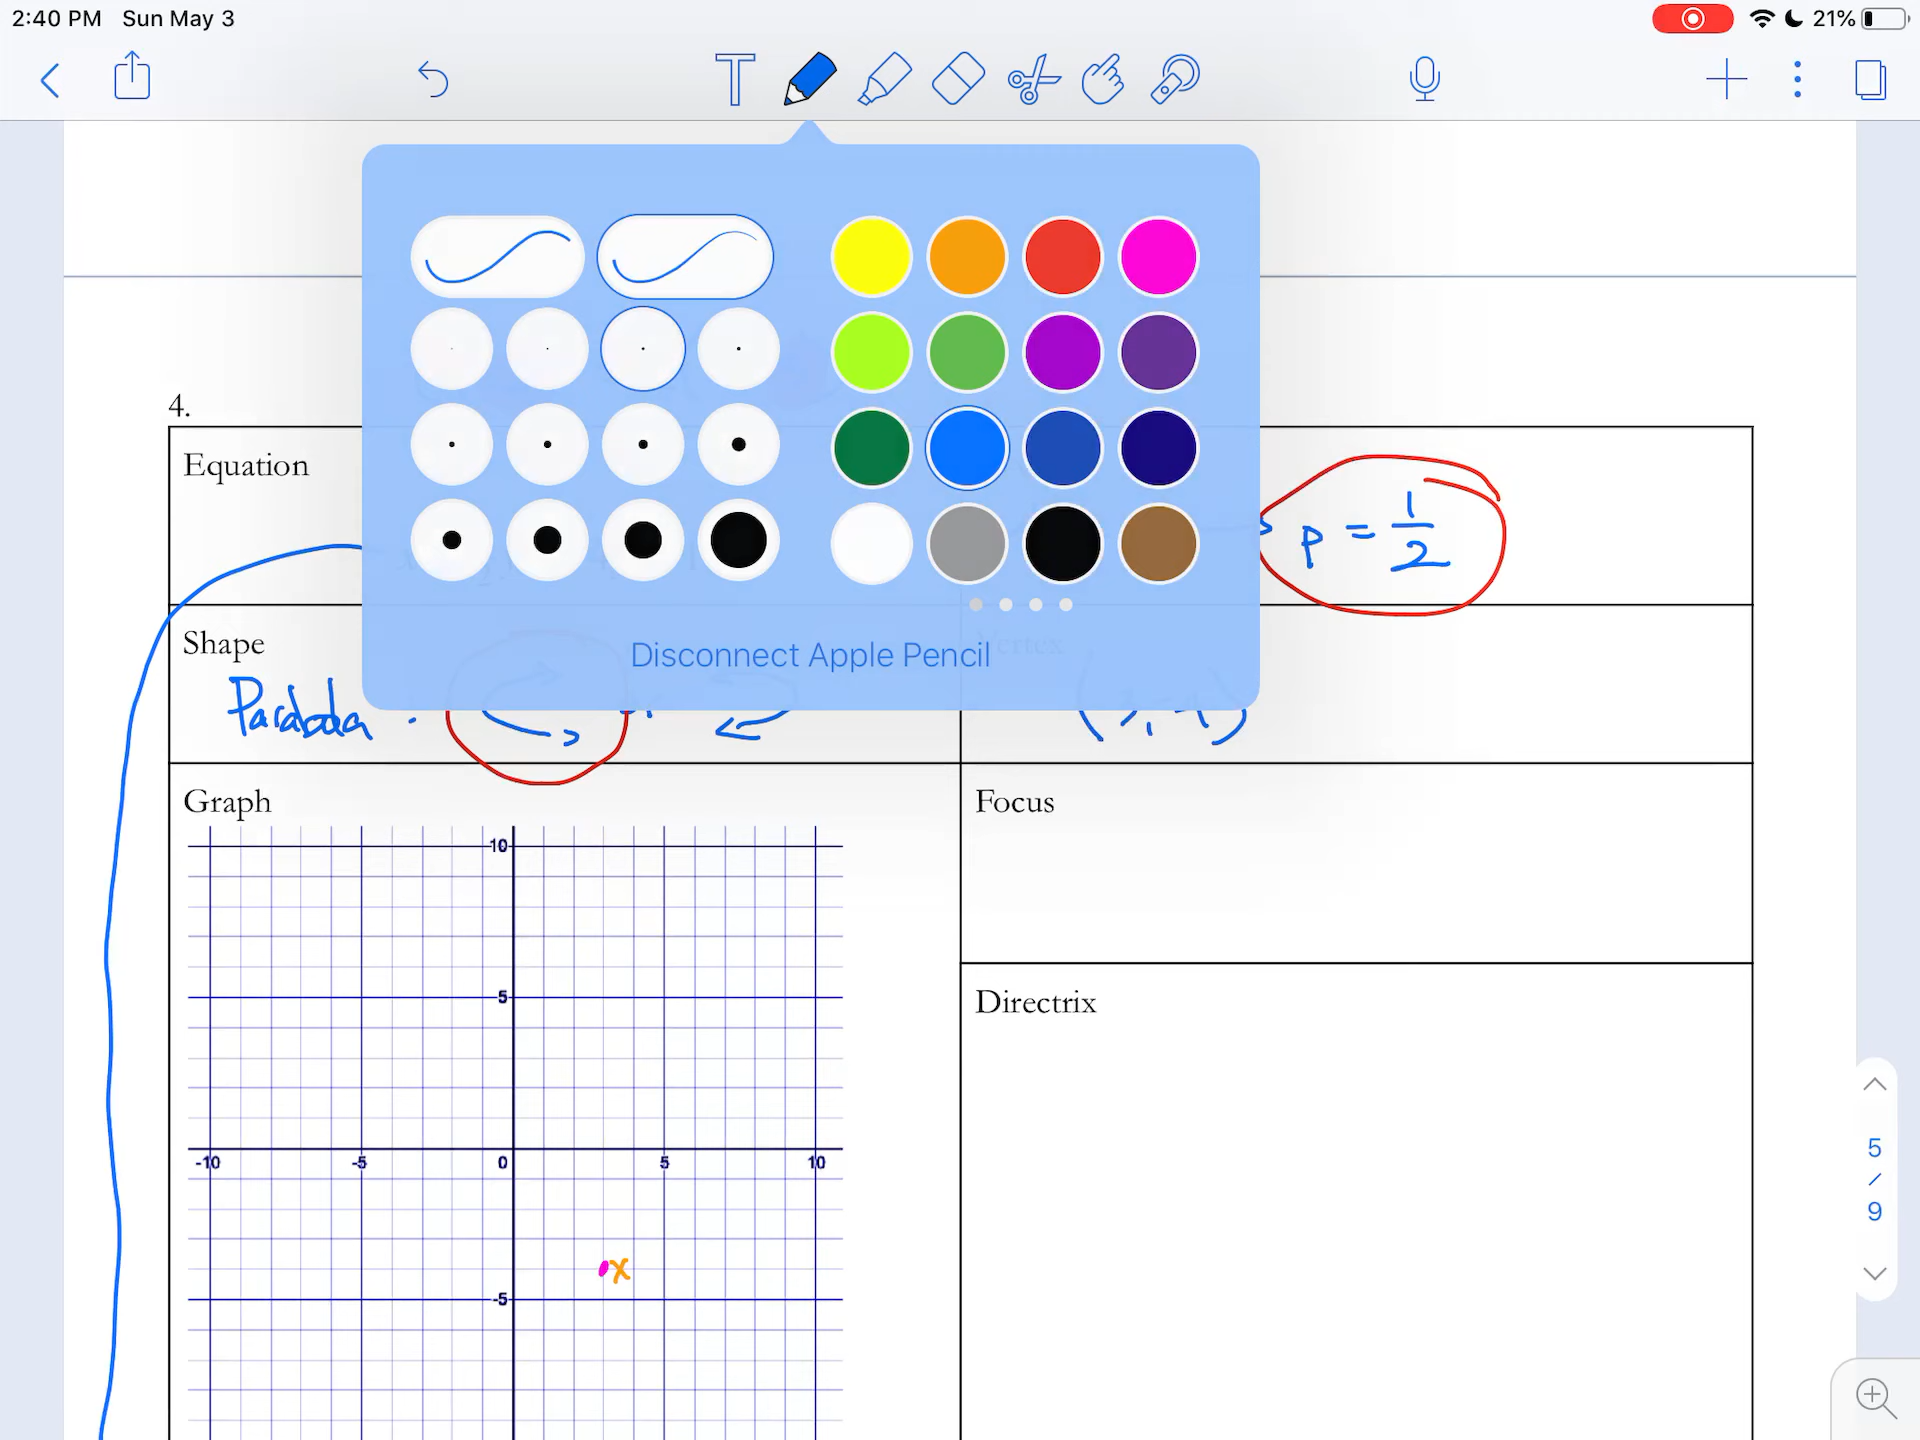 2:40 PM Sun May 3
21%
T
4.
Equation
p = 1/2
Shape
Vertex
Disconnect Apple Pencil
Parabola :
Graph
Focus
10
5
Directrix
-10 -5 0 5 10
x
-5
5
/
9